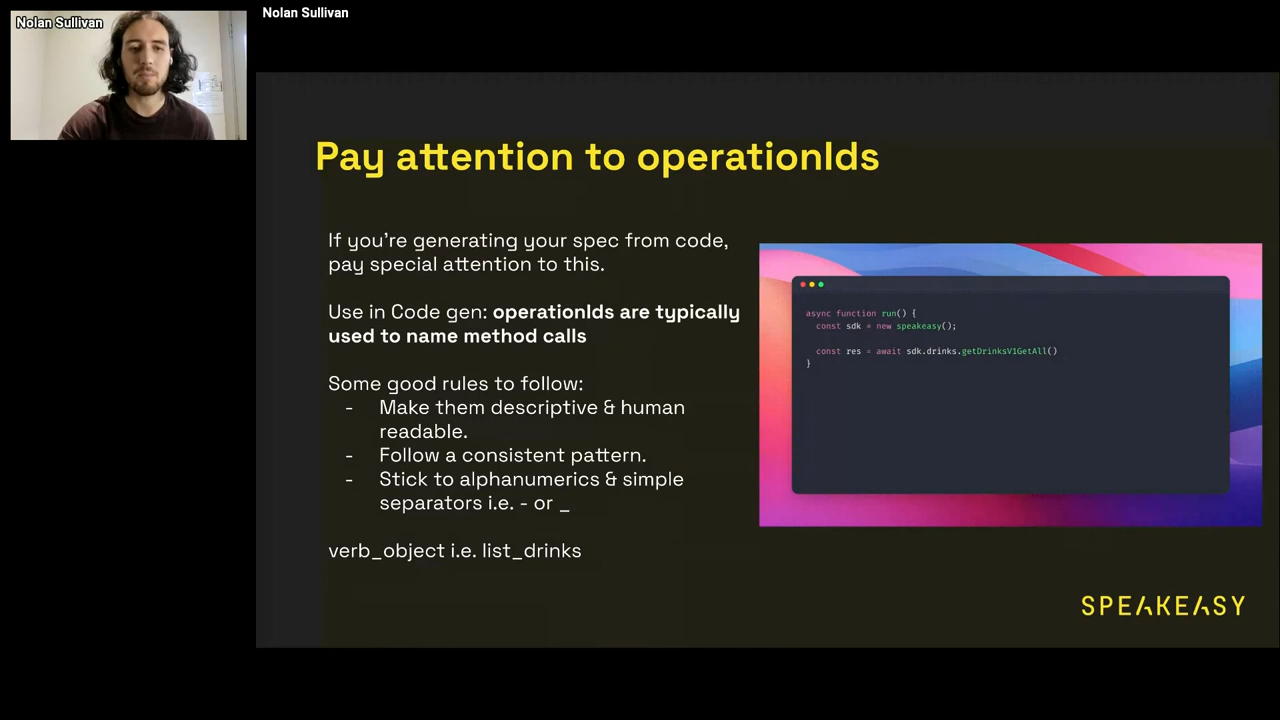 Nolan Sullivan
Nolan Sullivan
Pay attention to operationIds
If you're generating your spec from code,
pay special attention to this.
Use in Code gen: operationIds are typically
used to name method calls
Some good rules to follow:
- Make them descriptive & human
readable.
- Follow a consistent pattern.
- Stick to alphanumerics & simple
separators i.e. - or _
verb_object i.e. list_drinks
async function run() {
const sdk = new speakeasy();
const res = await sdk.drinks.getDrinksV1GetAll()
}
SPEAKEASY